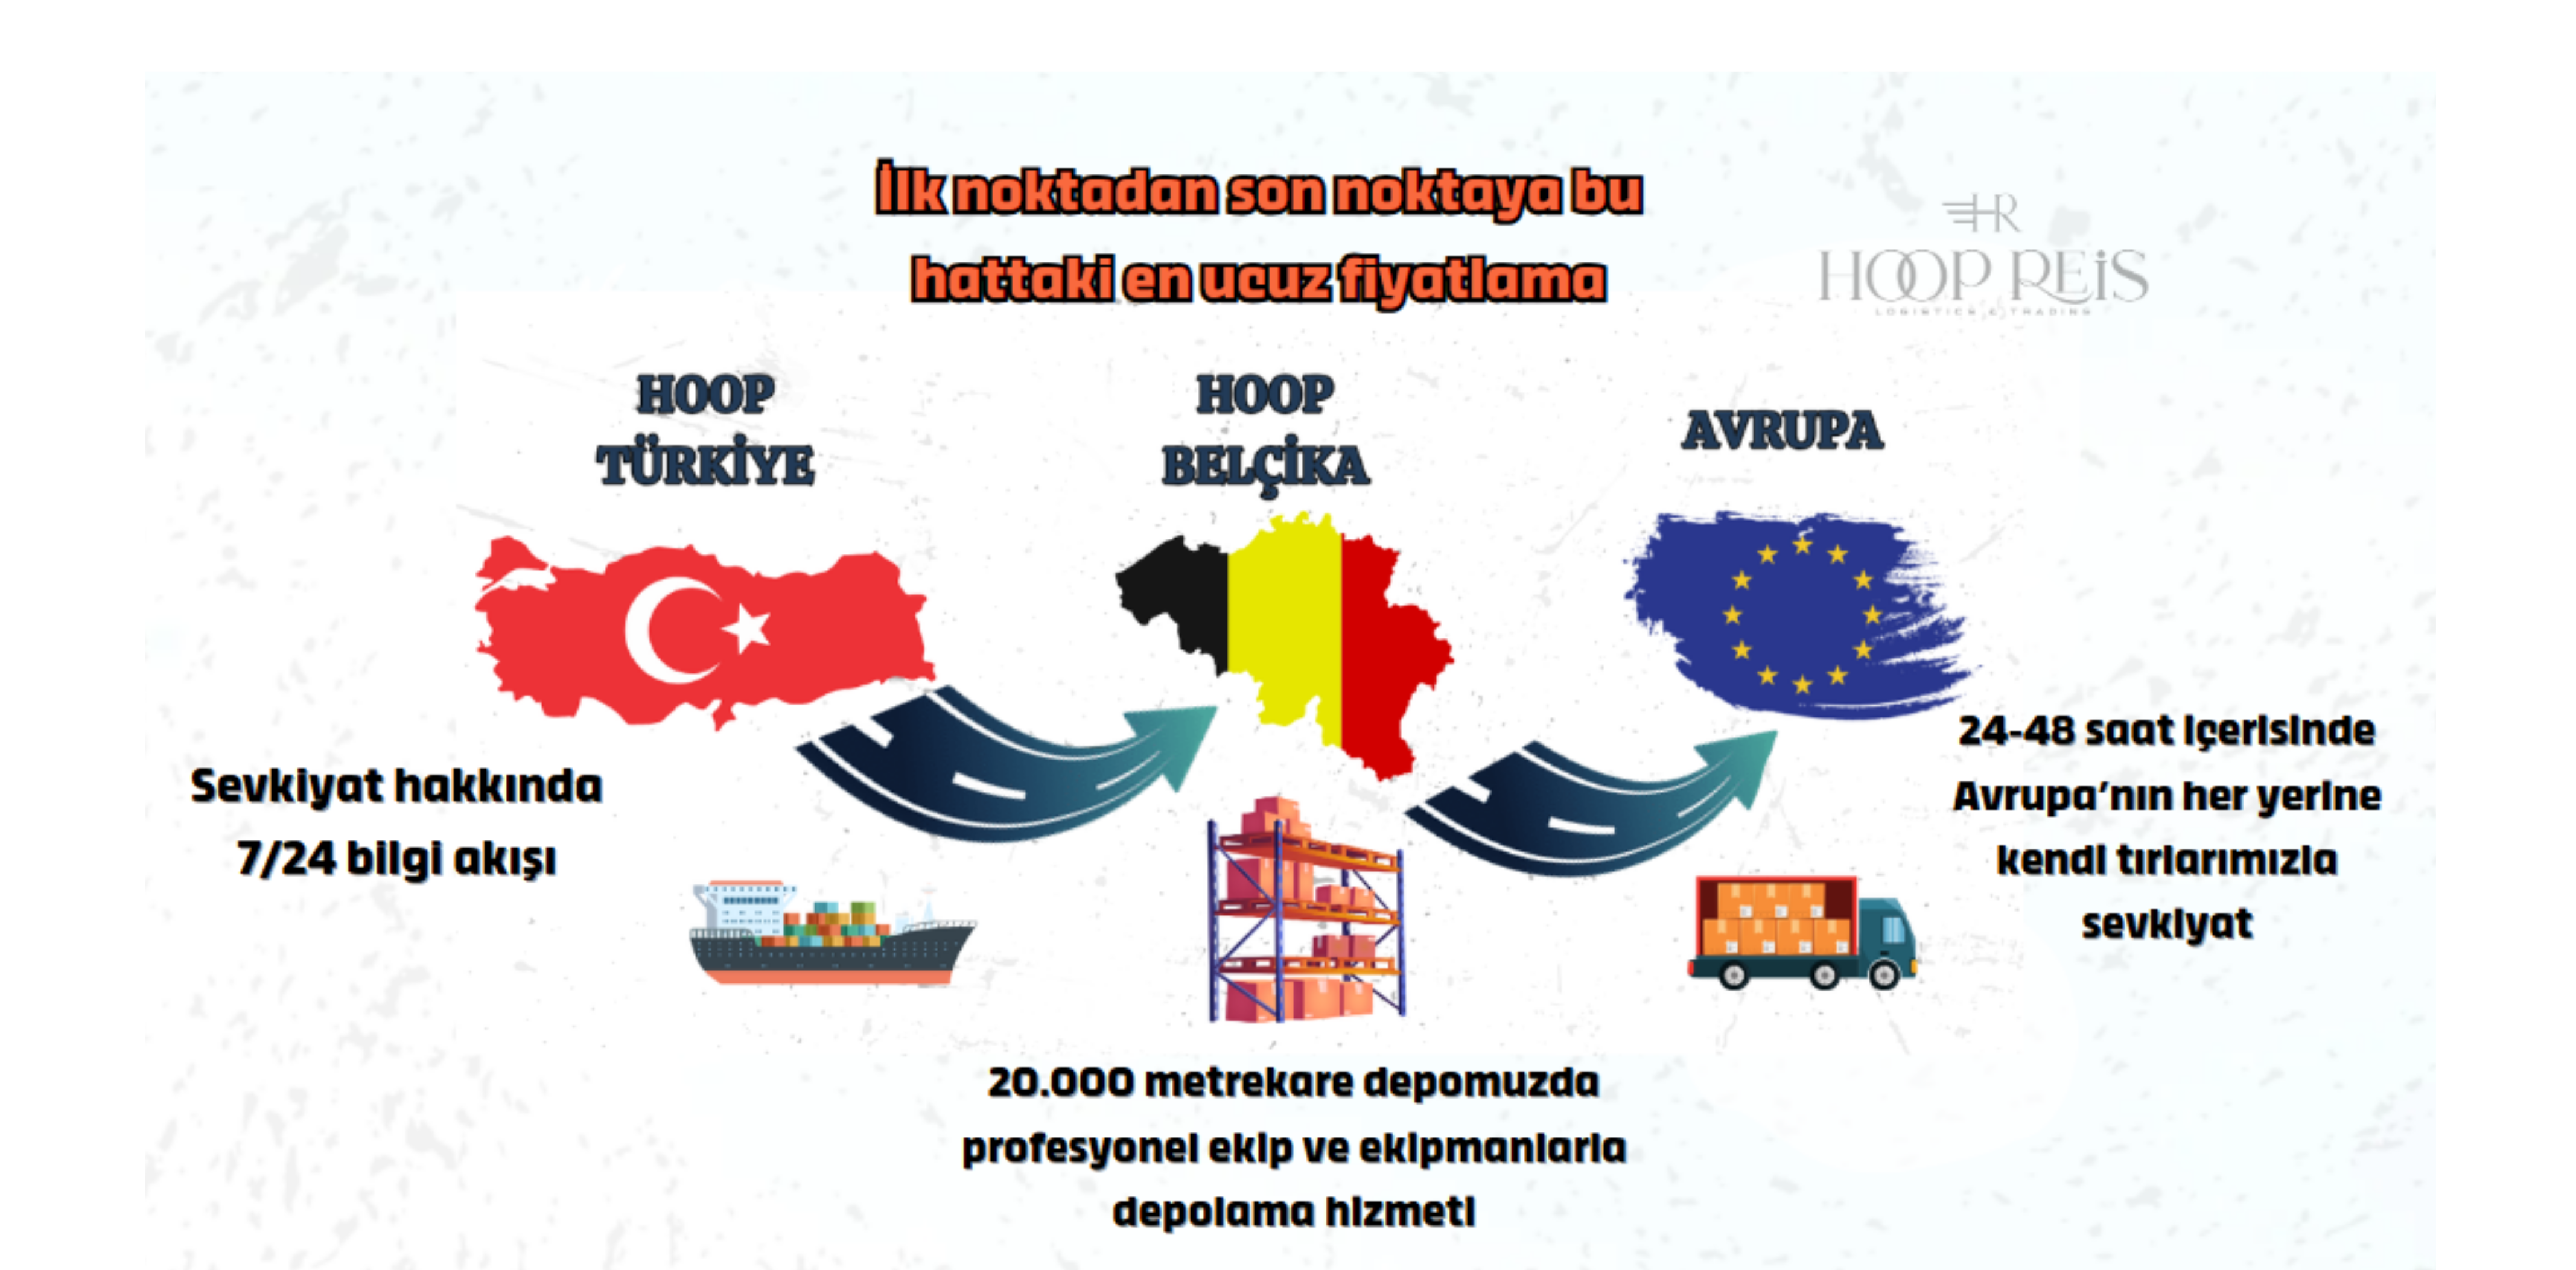 İlk noktadan son noktaya bu
hattaki en ucuz fiyatlama
HR
HOOP REİS
LOGISTICS & TRADING
HOOP
TÜRKİYE
HOOP
BELÇİKA
AVRUPA
Sevkiyat hakkında
7/24 bilgi akışı
24-48 saat içerisinde
Avrupa'nın her yerine
kendi tırlarımızla
sevkiyat
20.000 metrekare depomuzda
profesyonel ekip ve ekipmanlarla
depolama hizmeti